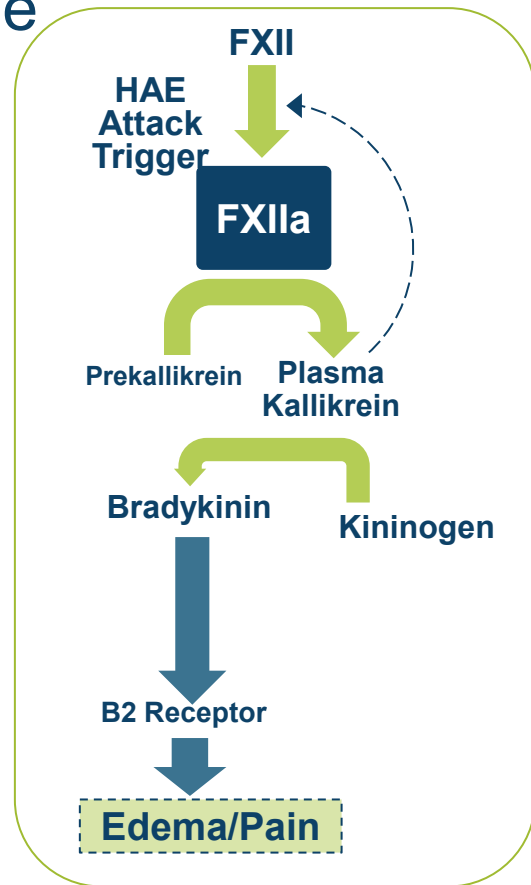 e
FXII
HAE
Attack
Trigger
FXIIa
Prekallikrein
Plasma
Kallikrein
Bradykinin
Kininogen
B2 Receptor
Edema/Pain